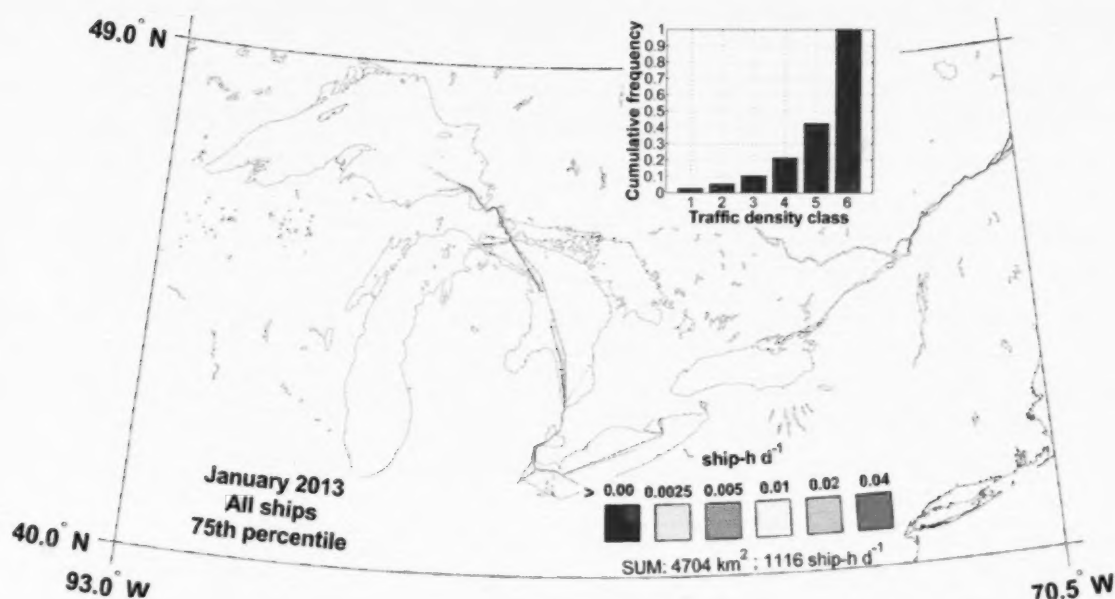 49.0° N
Cumulative frequency
1
0.9
0.8
0.7
0.6
0.5
0.4
0.3
0.2
0.1
0
1 2 3 4 5 6
Traffic density class
January 2013
All ships
75th percentile
ship-h d⁻¹
> 0.00 0.0025 0.005 0.01 0.02 0.04
SUM: 4704 km² ; 1116 ship-h d⁻¹
40.0° N
93.0° W
70.5° W